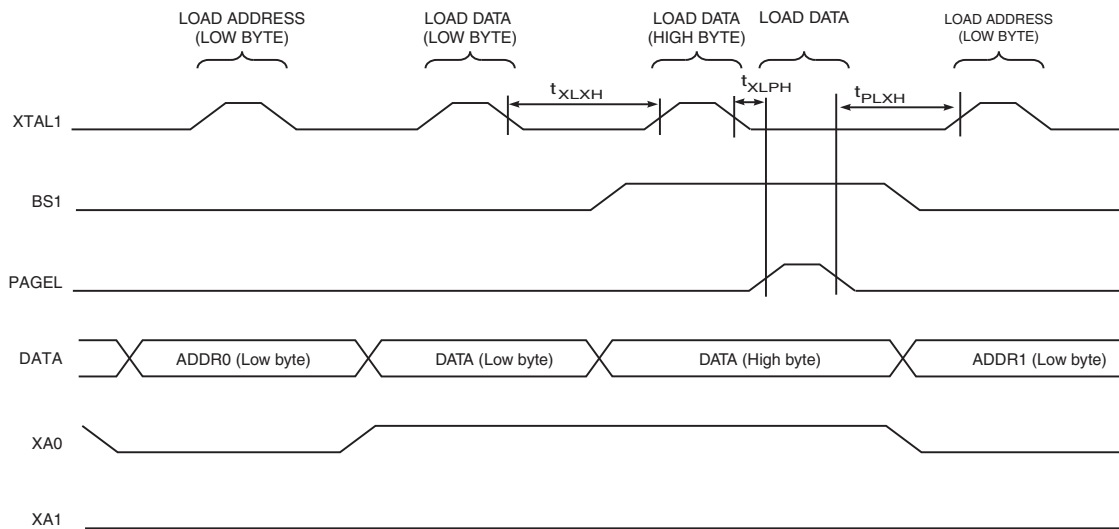 LOAD ADDRESS
(LOW BYTE)
LOAD DATA
(LOW BYTE)
LOAD DATA
(HIGH BYTE)
LOAD DATA
LOAD ADDRESS
(LOW BYTE)
XTAL1
tXLXH
tXLPH
tPLXH
BS1
PAGEL
DATA
ADDR0 (Low byte)
DATA (Low byte)
DATA (High byte)
ADDR1 (Low byte)
XA0
XA1